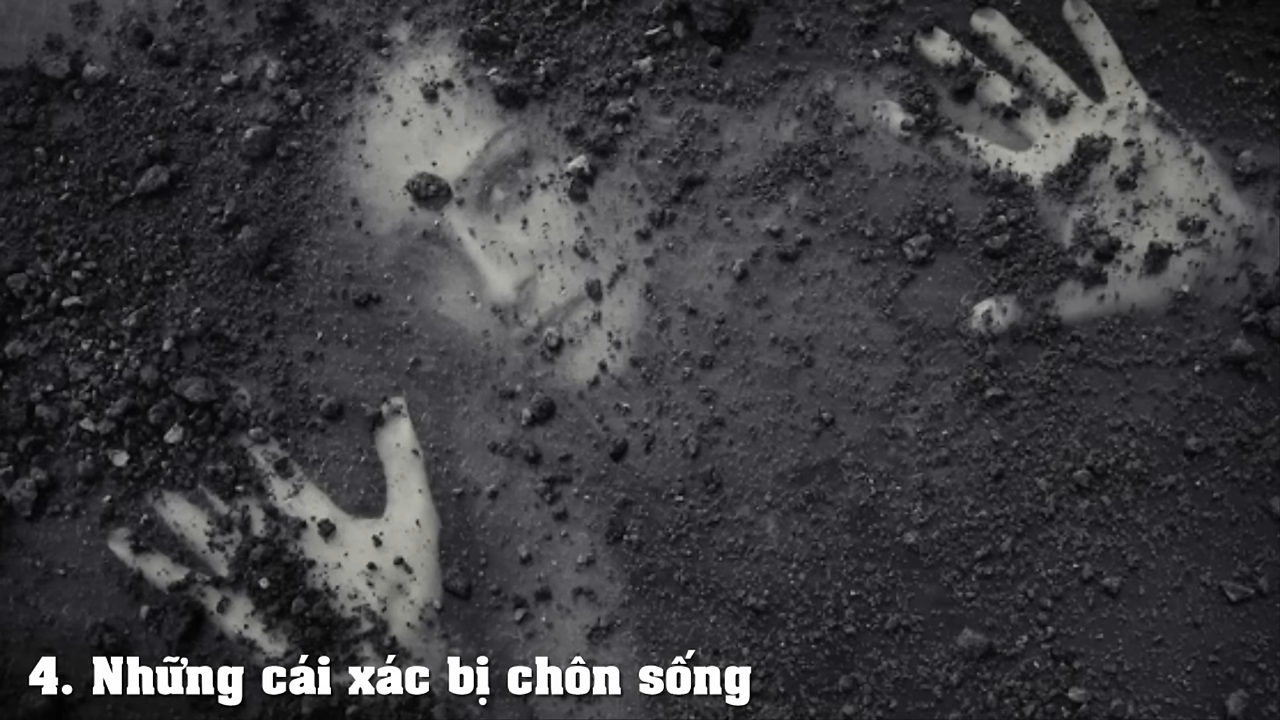 4. Những cái xác bị chôn sống